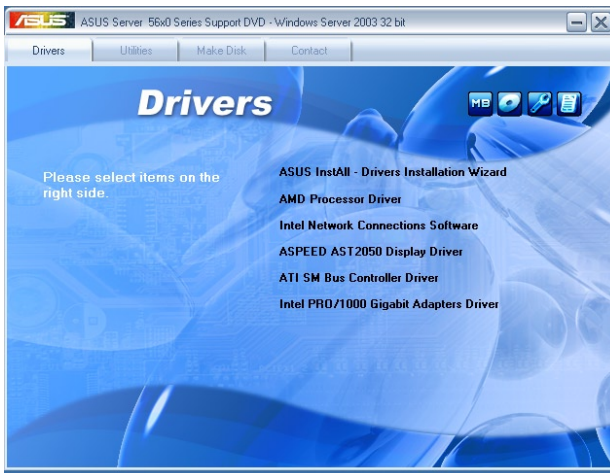 ASUS ASUS Server 56x0 Series Support DVD - Windows Server 2003 32 bit
Drivers Utilities Make Disk Contact
Drivers
MB
Please select items on the
right side.
ASUS InstAll - Drivers Installation Wizard
AMD Processor Driver
Intel Network Connections Software
ASPEED AST2050 Display Driver
ATI SM Bus Controller Driver
Intel PRO/1000 Gigabit Adapters Driver